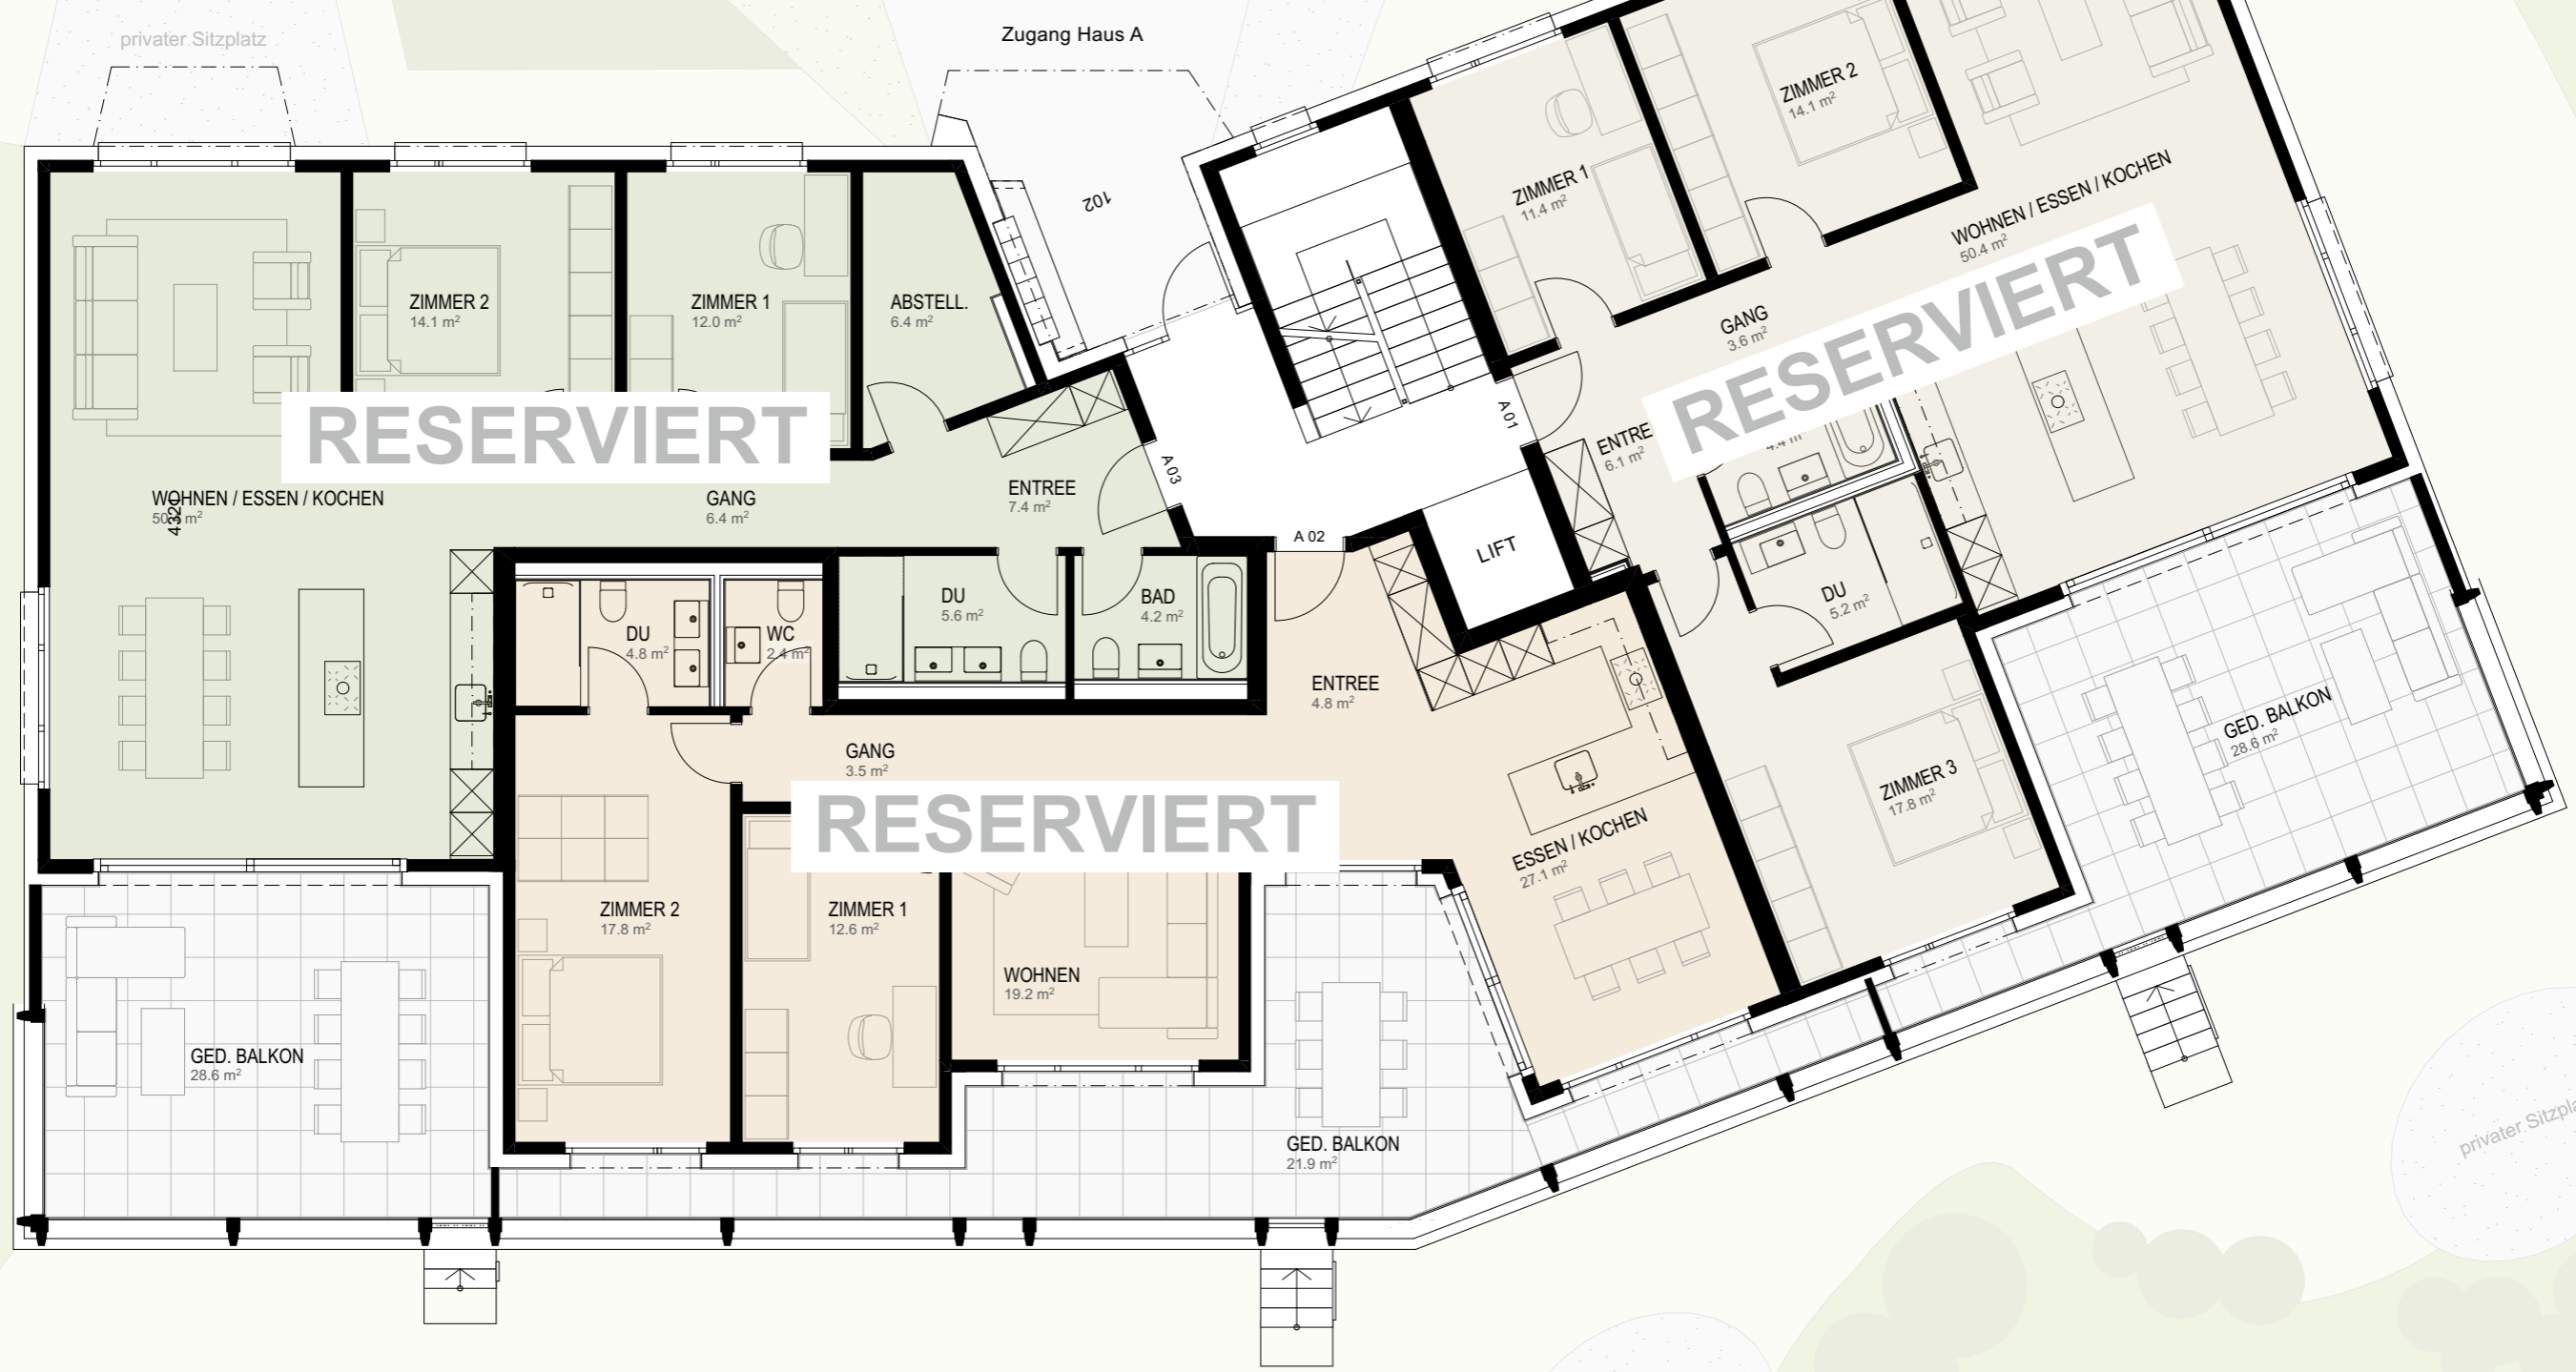 privater Sitzplatz
Zugang Haus A
102
ZIMMER 2
14.1 m²
ZIMMER 1
12.0 m²
ABSTELL.
6.4 m²
RESERVIERT
WOHNEN / ESSEN / KOCHEN
m²
GANG
6.4 m²
ENTREE
7.4 m²
A 03
DU
5.6 m²
BAD
4.2 m²
GED. BALKON
28.6 m²
A 02
DU
4.8 m²
WC
2.4 m²
ENTREE
4.8 m²
GANG
3.5 m²
RESERVIERT
ESSEN / KOCHEN
27.1 m²
ZIMMER 2
17.8 m²
ZIMMER 1
12.6 m²
WOHNEN
19.2 m²
GED. BALKON
21.9 m²
LIFT
A 01
ZIMMER 1
11.4 m²
ZIMMER 2
14.1 m²
WOHNEN / ESSEN / KOCHEN
50.4 m²
GANG
3.6 m²
RESERVIERT
ENTRE
6.1 m²
DU
5.2 m²
ZIMMER 3
17.8 m²
GED. BALKON
28.6 m²
privater Sitzpla